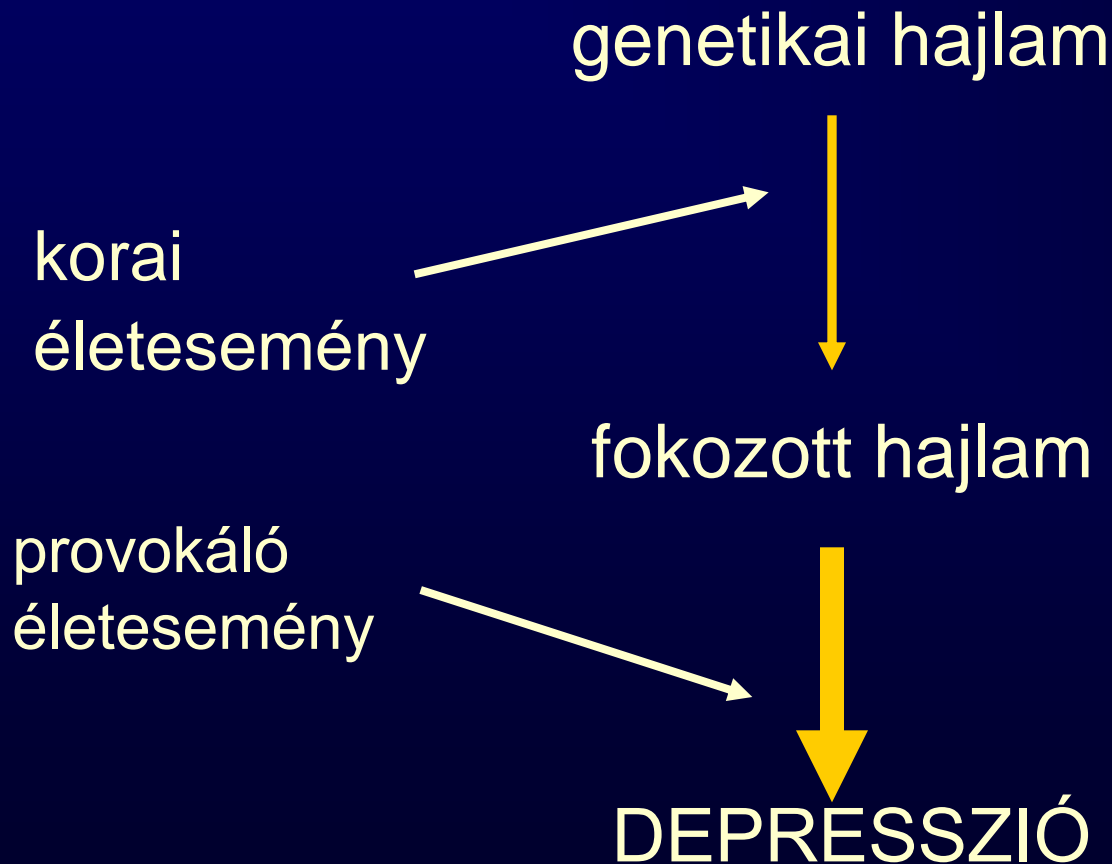 genetikai hajlam
korai
életesemény
fokozott hajlam
provokáló
életesemény
DEPRESSZIÓ